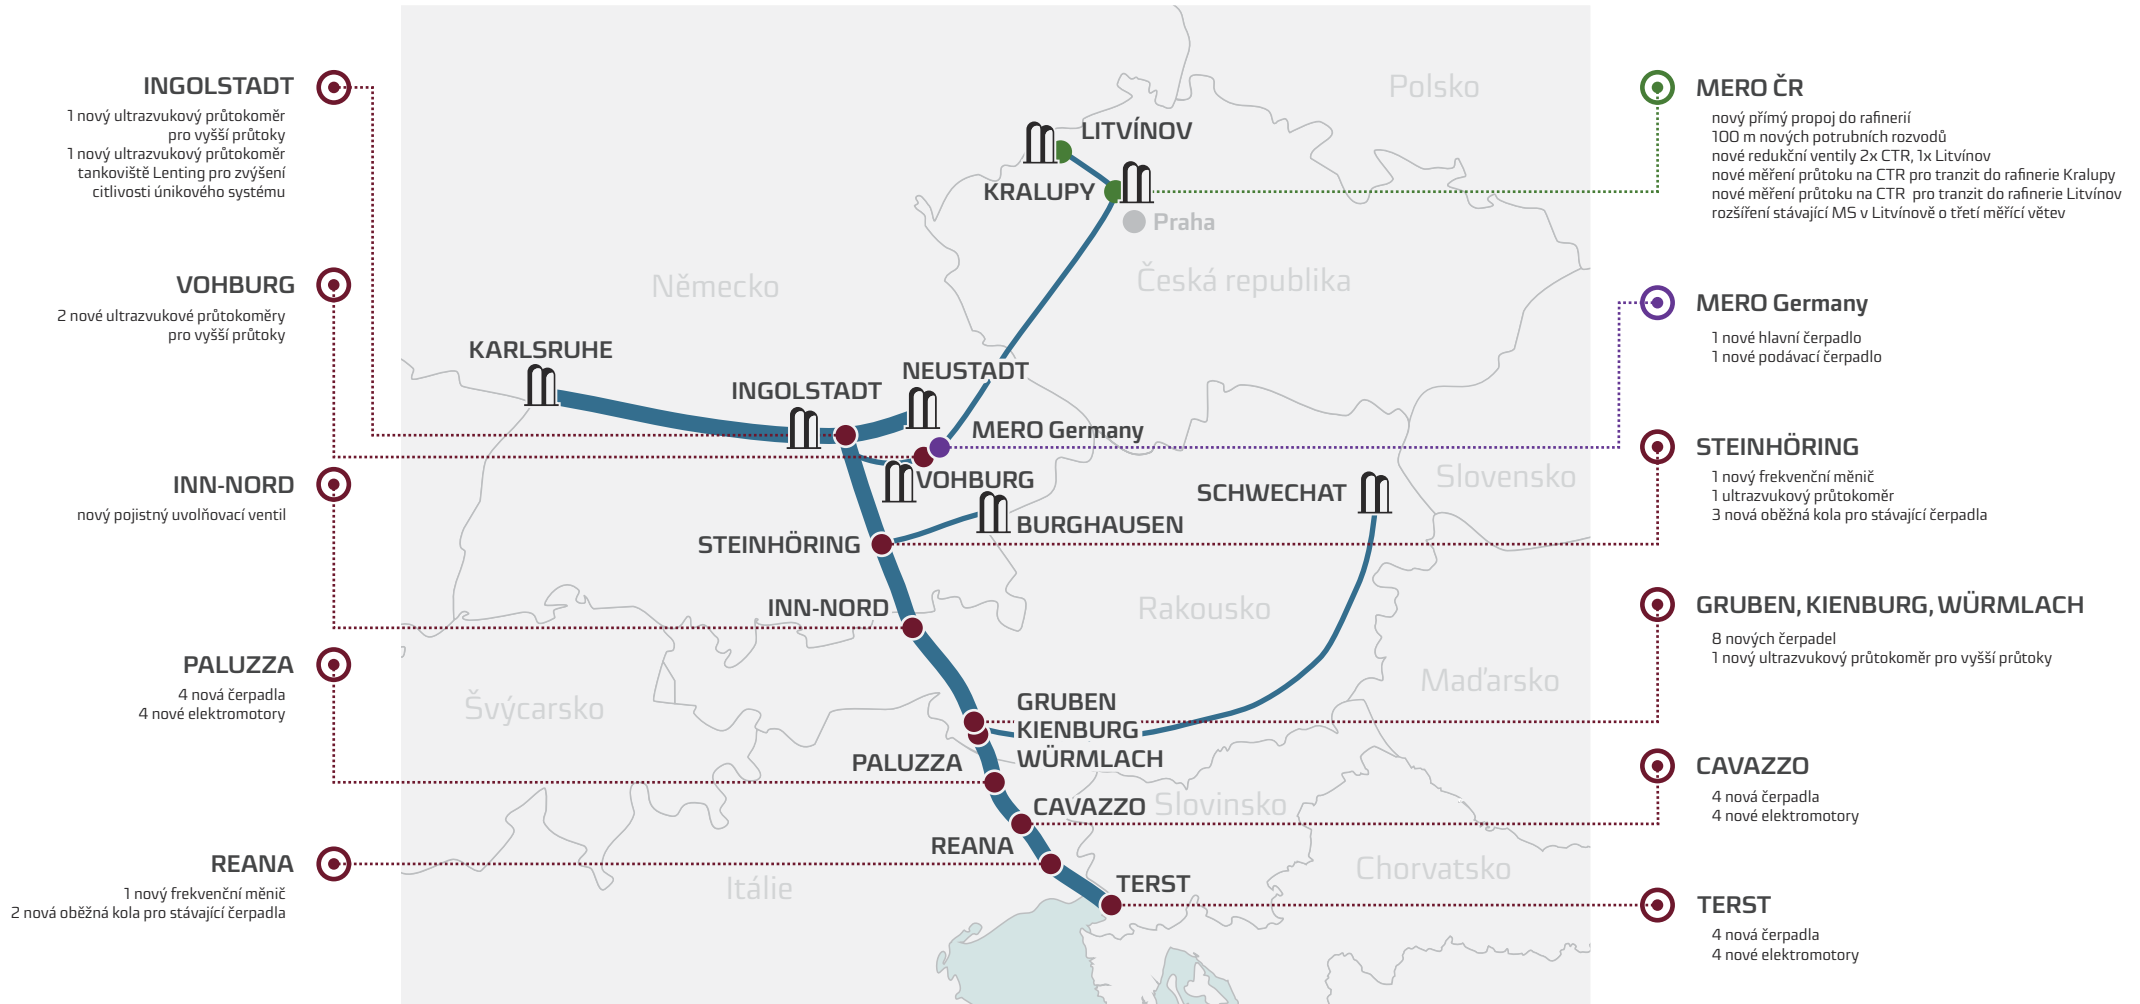 INGOLSTADT
1 nový ultrazvukový průtokoměr
pro vyšší průtoky
1 nový ultrazvukový průtokoměr
tankoviště Lenting pro zvýšení
citlivosti únikového systému
VOHBURG
2 nové ultrazvukové průtokoměry
pro vyšší průtoky
INN-NORD
nový pojistný uvolňovací ventil
PALUZZA
4 nová čerpadla
4 nové elektromotory
REANA
1 nový frekvenční měnič
2 nová oběžná kola pro stávající čerpadla
Polsko
LITVÍNOV
KRALUPY
Praha
Německo
Česká republika
KARLSRUHE
INGOLSTADT
NEUSTADT
MERO Germany
VOHBURG
SCHWECHAT
Slovensko
BURGHAUSEN
STEINHÖRING
INN-NORD
Rakousko
Švýcarsko
Maďarsko
GRUBEN
KIENBURG
WÜRMLACH
PALUZZA
CAVAZZO
Slovinsko
REANA
Chorvatsko
Itálie
TERST
MERO ČR
nový přímý propoj do rafinerií
100 m nových potrubních rozvodů
nové redukční ventily 2x CTR, 1x Litvínov
nové měření průtoku na CTR pro tranzit do rafinerie Kralupy
nové měření průtoku na CTR pro tranzit do rafinerie Litvínov
rozšíření stávající MS v Litvínově o třetí měřící větev
MERO Germany
1 nové hlavní čerpadlo
1 nové podávací čerpadlo
STEINHÖRING
1 nový frekvenční měnič
1 ultrazvukový průtokoměr
3 nová oběžná kola pro stávající čerpadla
GRUBEN, KIENBURG, WÜRMLACH
8 nových čerpadel
1 nový ultrazvukový průtokoměr pro vyšší průtoky
CAVAZZO
4 nová čerpadla
4 nové elektromotory
TERST
4 nová čerpadla
4 nové elektromotory